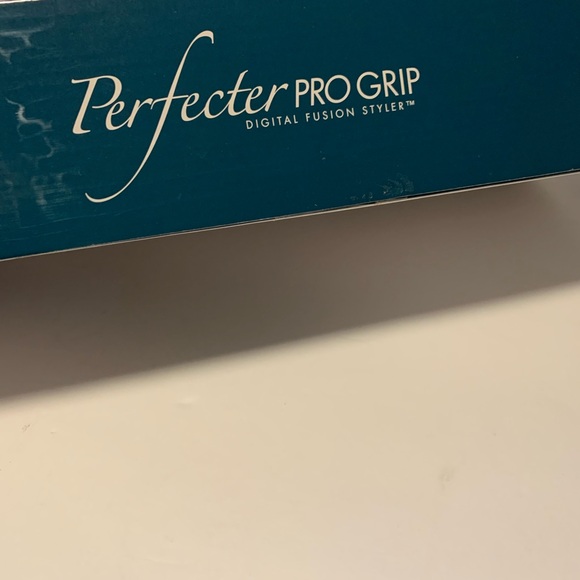 Perfecter PRO GRIP
DIGITAL FUSION STYLER™